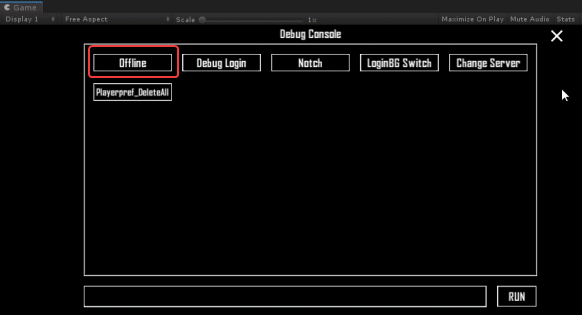 Game
Display 1 Free Aspect Scale 1x Maximize On Play Mute Audio Stats
Debug Console
Offline Debug Login Notch LoginBG Switch Change Server
Playerpref_DeleteAll
RUN